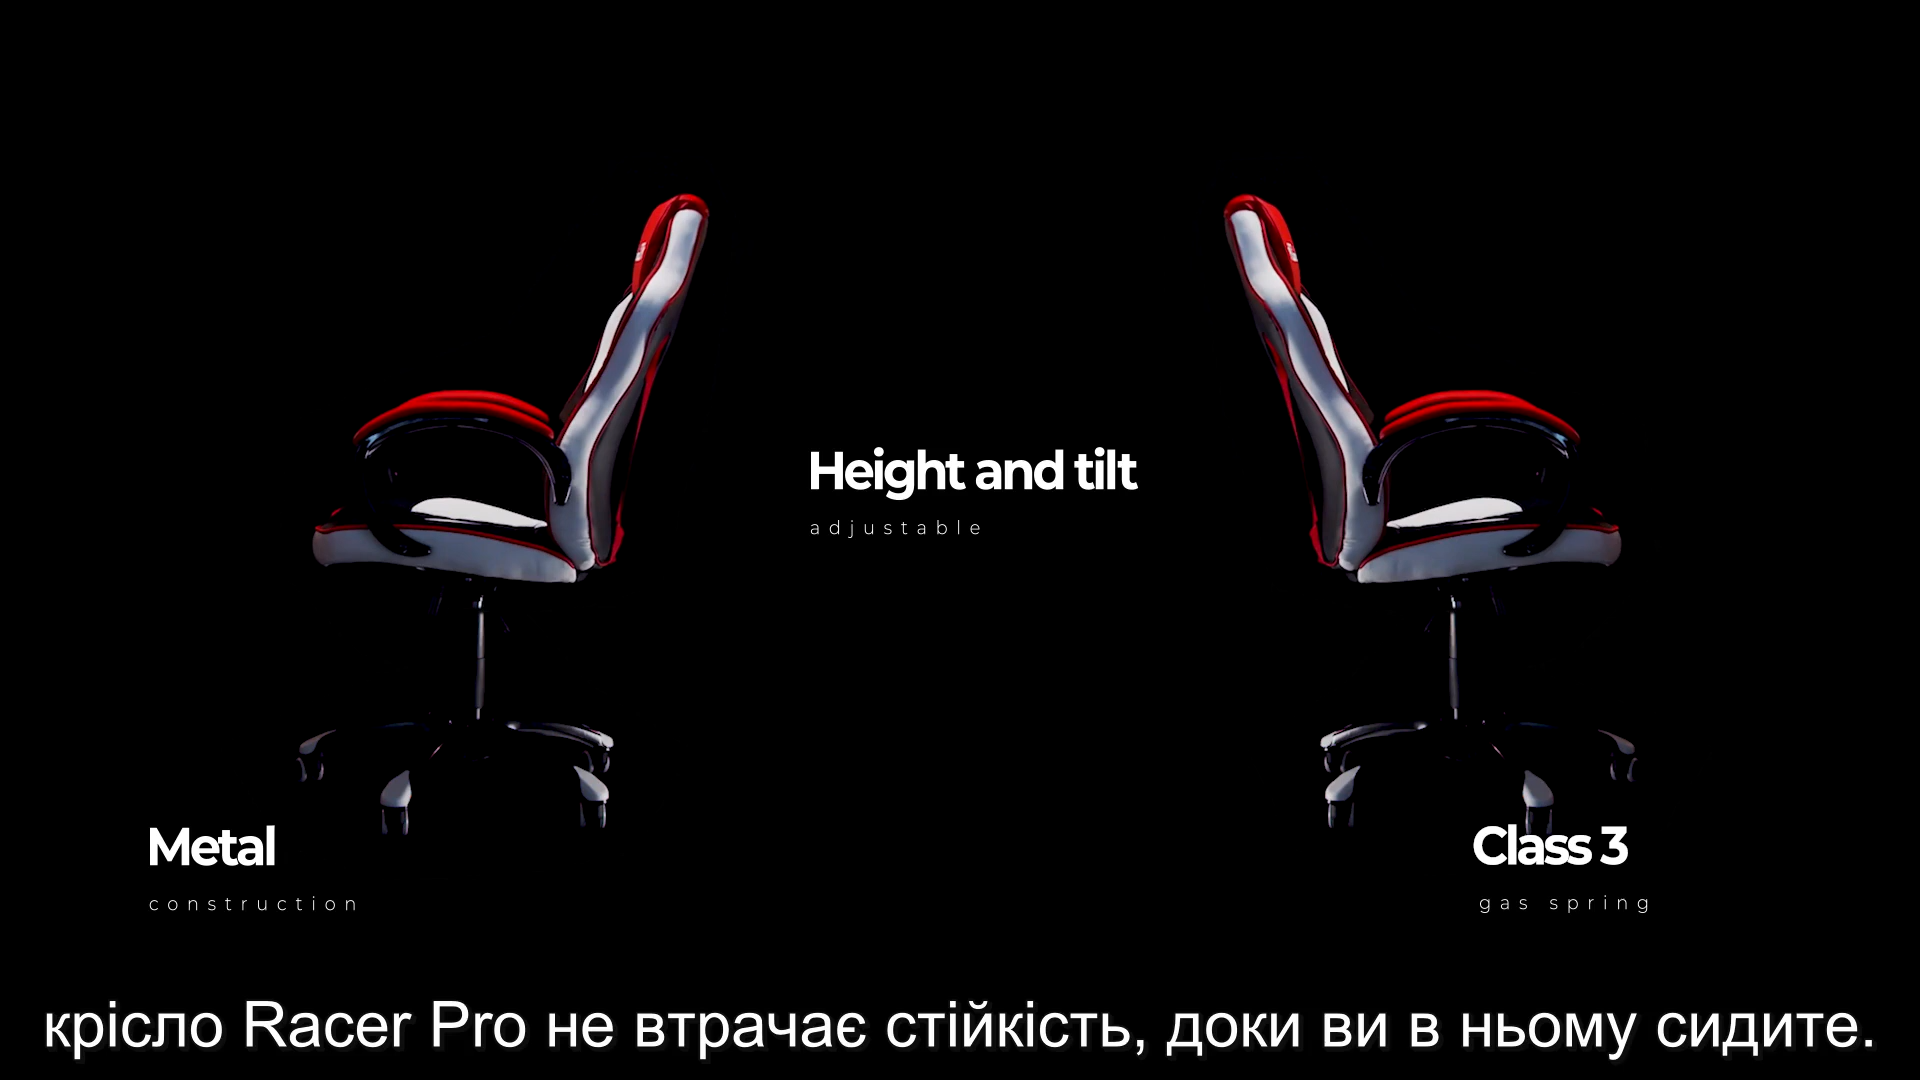 Height and tilt
adjustable
Metal
construction
Class 3
gas spring
крісло Racer Pro не втрачає стійкість, доки ви в ньому сидите.